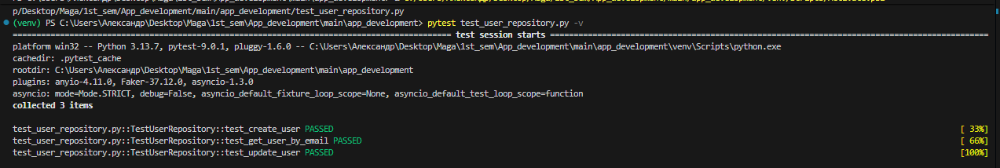 p/Desktop/Maga/1st_sem/App_development/main/app_development/test_user_repository.py
(venv) PS C:\Users\Александр\Desktop\Maga\1st_sem\App_development\main\app_development> pytest test_user_repository.py -v
test session starts
platform win32 -- Python 3.13.7, pytest-9.0.1, pluggy-1.6.0 -- C:\Users\Александр\Desktop\Maga\1st_sem\App_development\main\app_development\venv\Scripts\python.exe
cachedir: .pytest_cache
rootdir: C:\Users\Александр\Desktop\Maga\1st_sem\App_development\main\app_development
plugins: anyio-4.11.0, Faker-37.12.0, asyncio-1.3.0
asyncio: mode=Mode.STRICT, debug=False, asyncio_default_fixture_loop_scope=None, asyncio_default_test_loop_scope=function
collected 3 items
test_user_repository.py::TestUserRepository::test_create_user PASSED [ 33%]
test_user_repository.py::TestUserRepository::test_get_user_by_email PASSED [ 66%]
test_user_repository.py::TestUserRepository::test_update_user PASSED [100%]